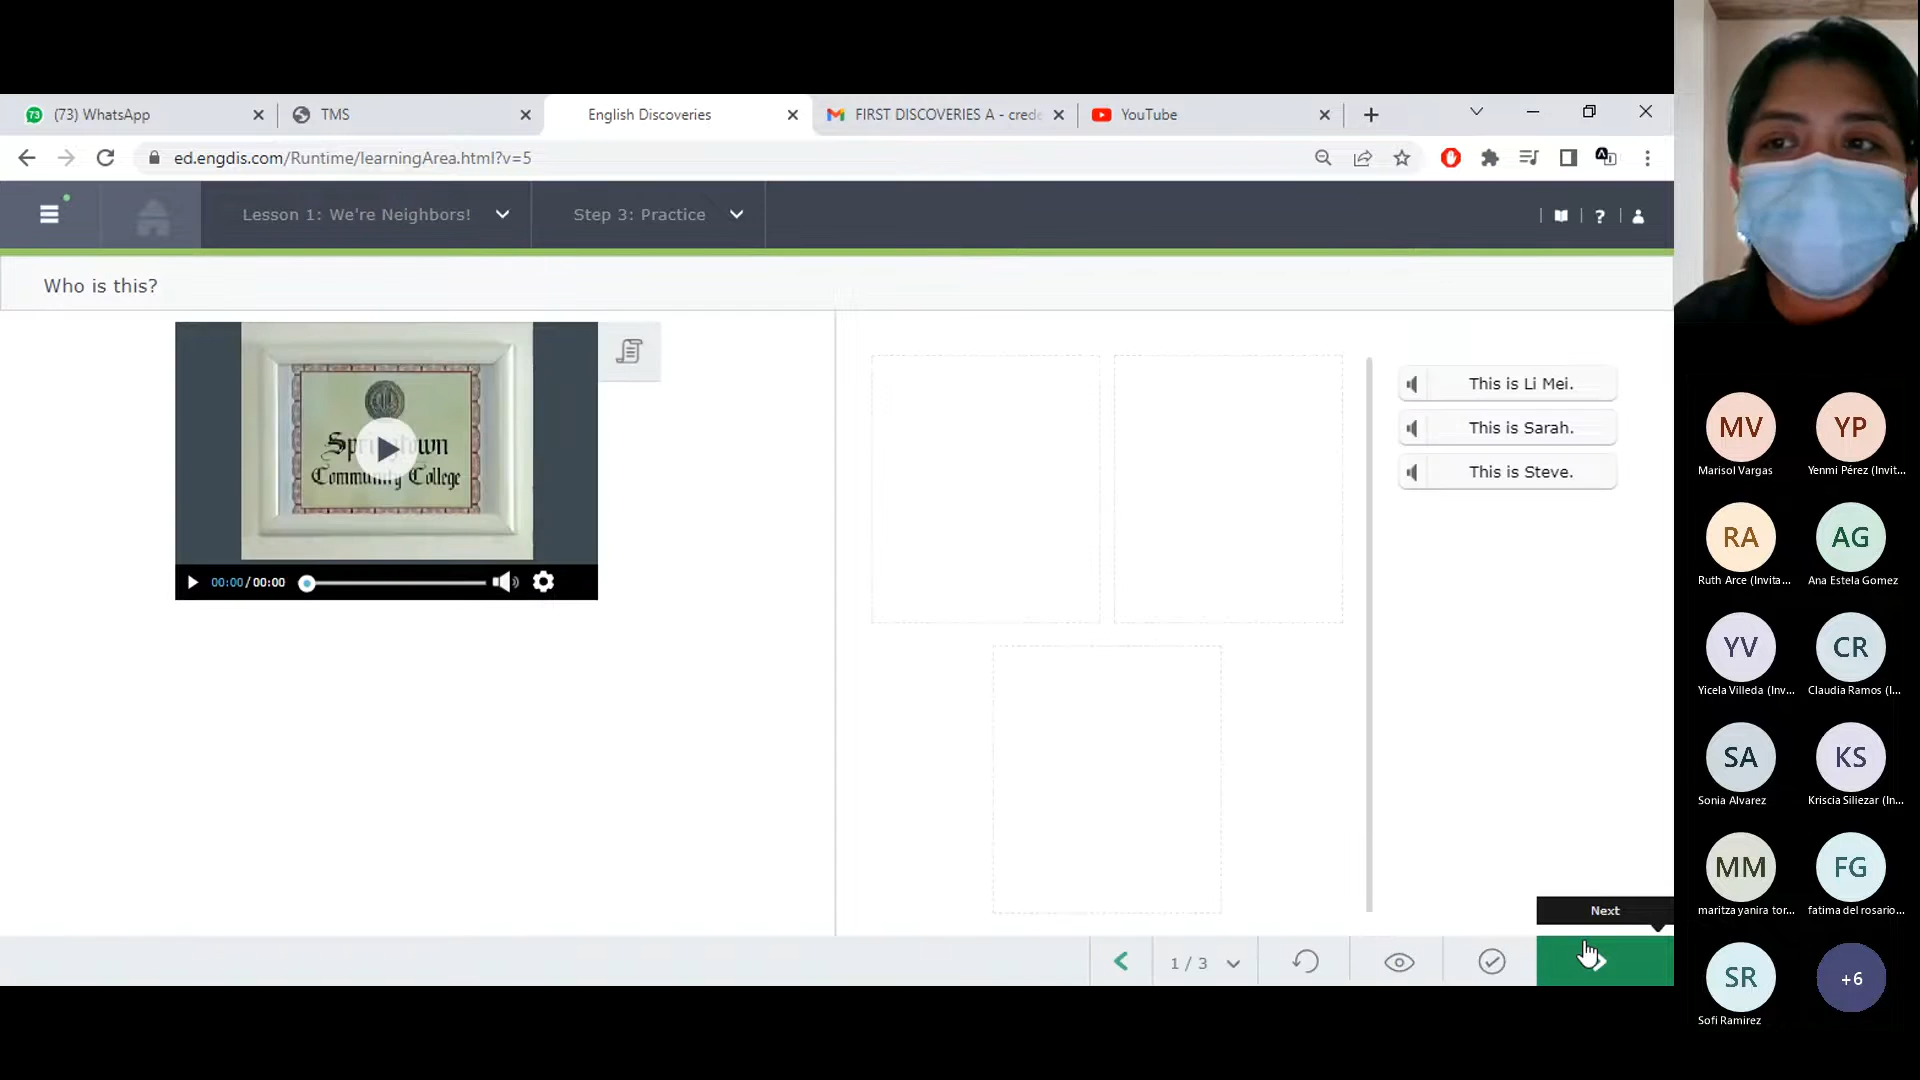 (73) WhatsApp
TMS
English Discoveries
FIRST DISCOVERIES A - crede
YouTube
ed.engdis.com/Runtime/learningArea.html?v=5
Lesson 1: We're Neighbors!
Step 3: Practice
?
Who is this?
Springtown
Community College
00:00/00:00
This is Li Mei.
This is Sarah.
This is Steve.
Next
1 / 3
MV
Marisol Vargas
YP
Yenmi Pérez (Invit...
RA
Ruth Arce (Invita...
AG
Ana Estela Gomez
YV
Yicela Villeda (Inv...
CR
Claudia Ramos (I...
SA
Sonia Alvarez
KS
Kriscia Siliezar (In...
MM
maritza yanira tor...
FG
fatima del rosario...
SR
Sofi Ramirez
+6